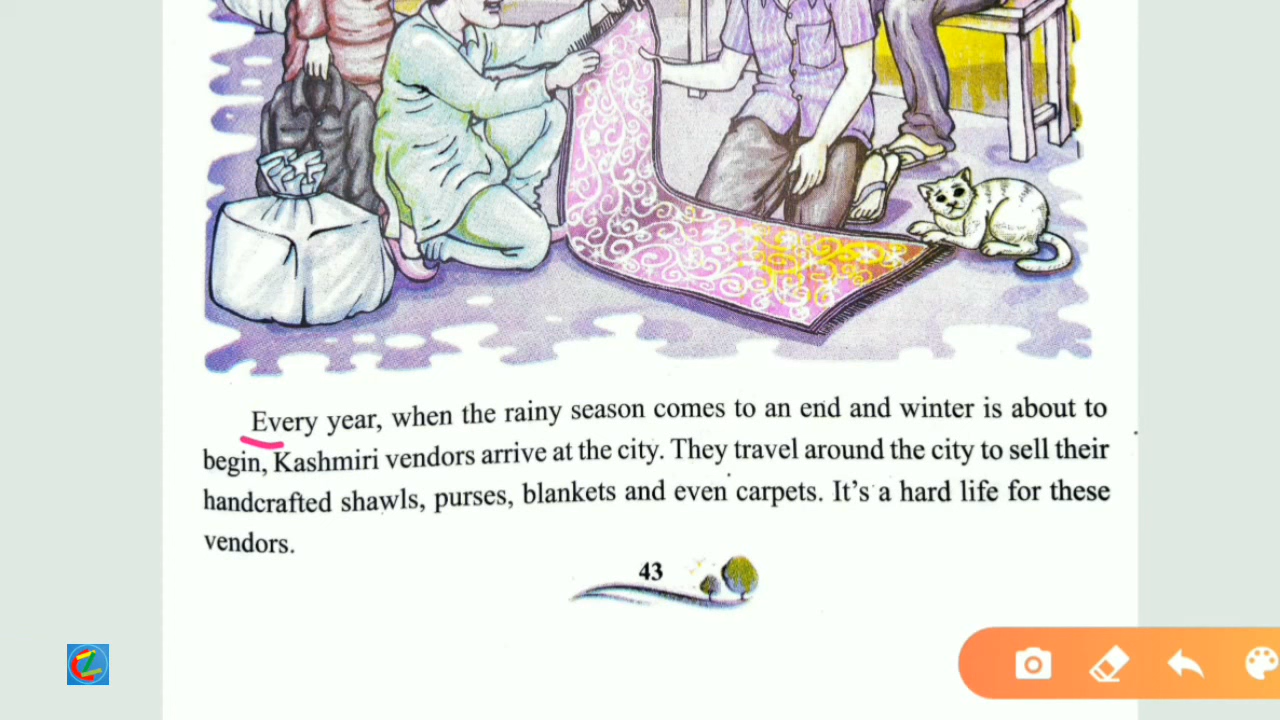 Every year, when the rainy season comes to an end and winter is about to
begin, Kashmiri vendors arrive at the city. They travel around the city to sell their
handcrafted shawls, purses, blankets and even carpets. It's a hard life for these
vendors.
43